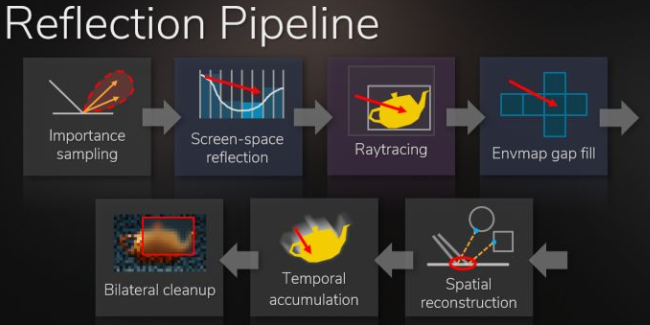 Reflection Pipeline
Importance
sampling
Screen-space
reflection
Raytracing
Envmap gap fill
Bilateral cleanup
Temporal
accumulation
Spatial
reconstruction